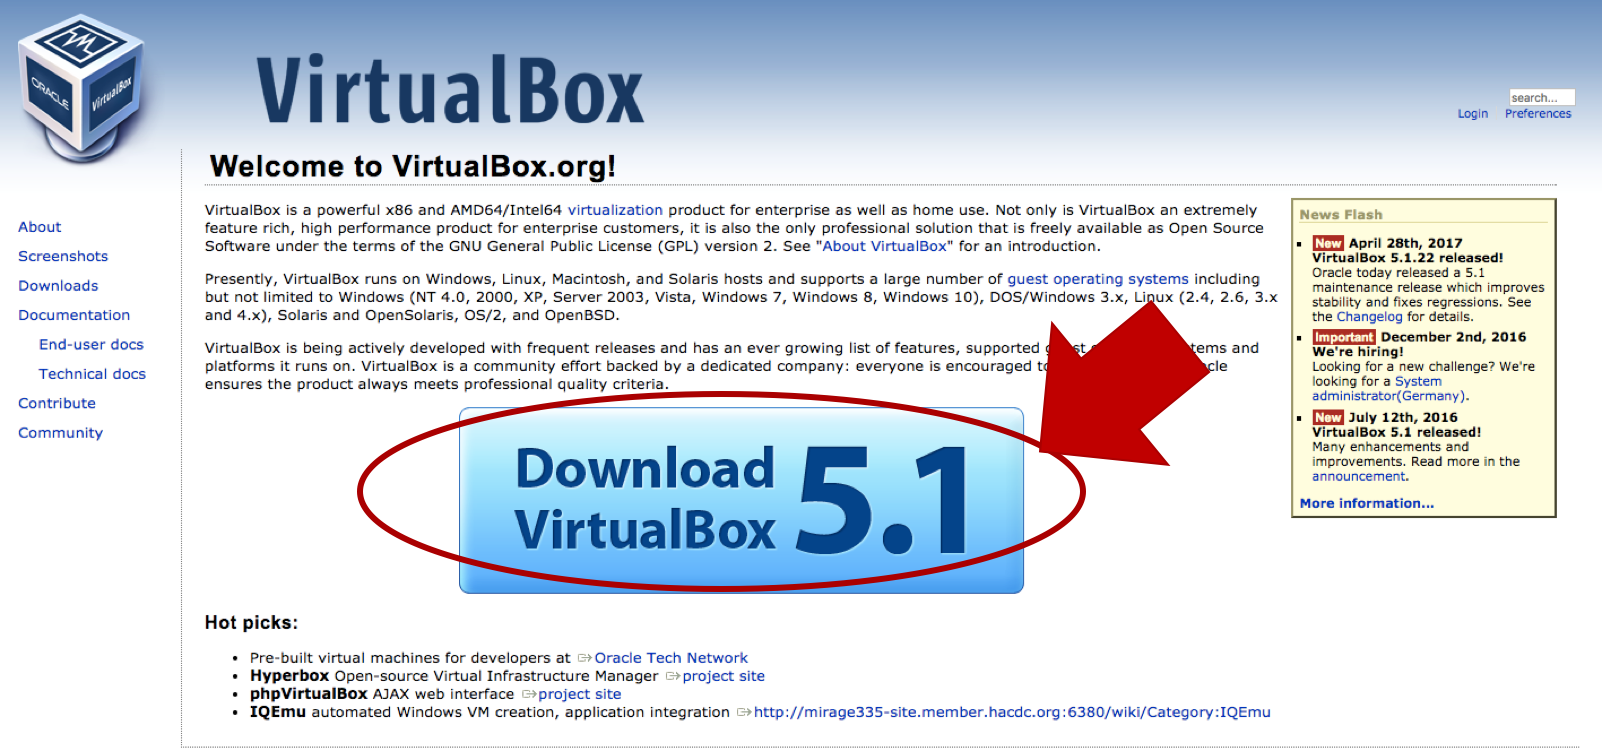 ORACLE
VirtualBox
VirtualBox
search...
Login Preferences
Welcome to VirtualBox.org!
About
Screenshots
Downloads
Documentation
End-user docs
Technical docs
Contribute
Community
VirtualBox is a powerful x86 and AMD64/Intel64 virtualization product for enterprise as well as home use. Not only is VirtualBox an extremely
feature rich, high performance product for enterprise customers, it is also the only professional solution that is freely available as Open Source
Software under the terms of the GNU General Public License (GPL) version 2. See "About VirtualBox" for an introduction.
Presently, VirtualBox runs on Windows, Linux, Macintosh, and Solaris hosts and supports a large number of guest operating systems including
but not limited to Windows (NT 4.0, 2000, XP, Server 2003, Vista, Windows 7, Windows 8, Windows 10), DOS/Windows 3.x, Linux (2.4, 2.6, 3.x
and 4.x), Solaris and OpenSolaris, OS/2, and OpenBSD.
VirtualBox is being actively developed with frequent releases and has an ever growing list of features, supported and
platforms it runs on. VirtualBox is a community effort backed by a dedicated company: everyone is encouraged
ensures the product always meets professional quality criteria.
Download
VirtualBox 5.1
Hot picks:
• Pre-built virtual machines for developers at Oracle Tech Network
• Hyperbox Open-source Virtual Infrastructure Manager project site
• phpVirtualBox AJAX web interface project site
• IQEmu automated Windows VM creation, application integration http://mirage335-site.member.hacdc.org:6380/wiki/Category:IQEmu
News Flash
New April 28th, 2017
VirtualBox 5.1.22 released!
Oracle today released a 5.1
maintenance release which improves
stability and fixes regressions. See
the Changelog for details.
Important December 2nd, 2016
We're hiring!
Looking for a new challenge? We're
looking for a System
administrator(Germany).
New July 12th, 2016
VirtualBox 5.1 released!
Many enhancements and
improvements. Read more in the
announcement.
More information...